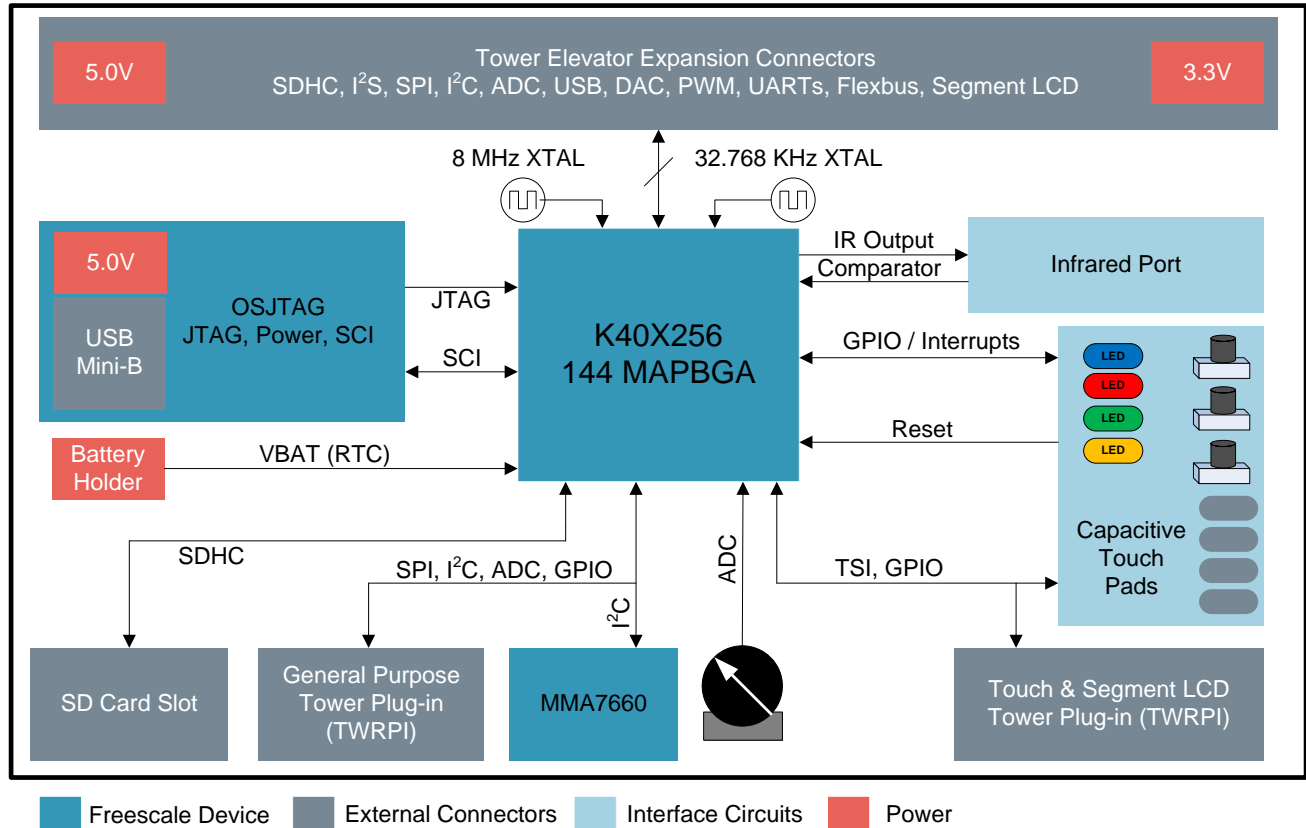 5.0V
Tower Elevator Expansion Connectors
SDHC, I²S, SPI, I²C, ADC, USB, DAC, PWM, UARTs, Flexbus, Segment LCD
3.3V
8 MHz XTAL
32.768 KHz XTAL
5.0V
USB
Mini-B
OSJTAG
JTAG, Power, SCI
JTAG
SCI
K40X256
144 MAPBGA
IR Output
Comparator
Infrared Port
GPIO / Interrupts
Reset
LED
LED
LED
LED
Capacitive
Touch
Pads
Battery
Holder
VBAT (RTC)
SDHC
SPI, I²C, ADC, GPIO
I²C
ADC
TSI, GPIO
SD Card Slot
General Purpose
Tower Plug-in
(TWRPI)
MMA7660
Touch & Segment LCD
Tower Plug-in (TWRPI)
Freescale Device
External Connectors
Interface Circuits
Power